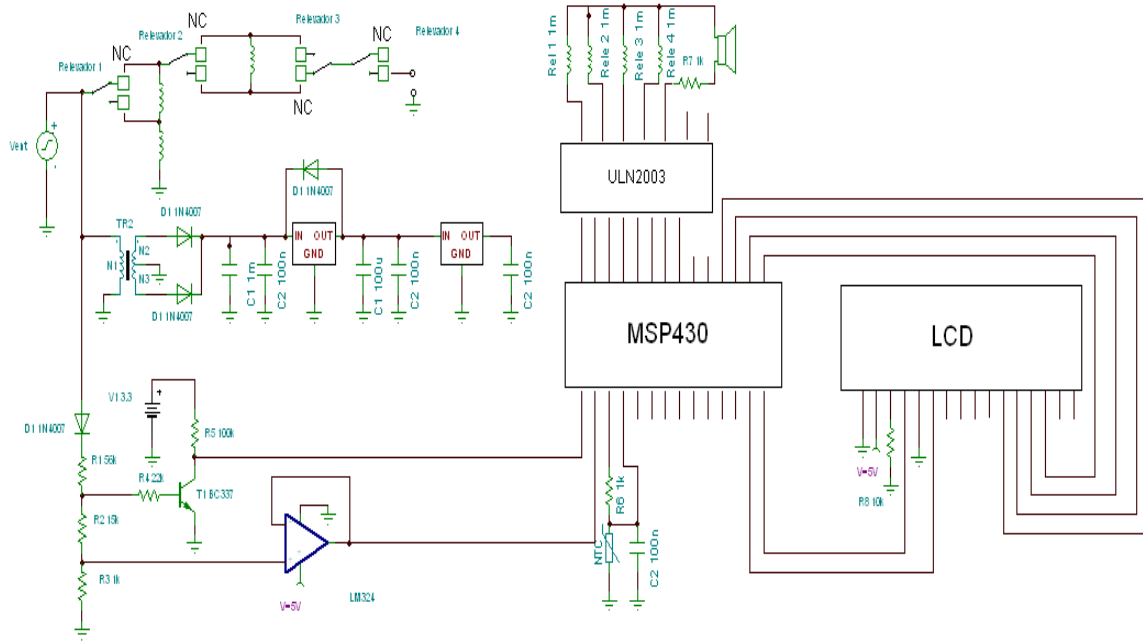 NC
Relevador 3
Relevador 2
Relevador 4
NC
Relevador 1
NC
Vent
+
-
Rel 1 1m
Rele 2 1m
Rele 3 1m
Rele 4 1m
R7 1k
ULN2003
D1 1N4007
D1 1N4007
TR2
N1
N2
N3
D1 1N4007
C1 1m
C2 100n
IN OUT
GND
C1 100u
C2 100n
IN OUT
GND
C2 100n
MSP430
LCD
V1 3.3
+
D1 1N4007
R5 100k
R1 56k
R4 22k
T1 BC337
R2 15k
R3 1k
V=5V
LM324
R6 1k
NTC
C2 100n
V=5V
R8 10k